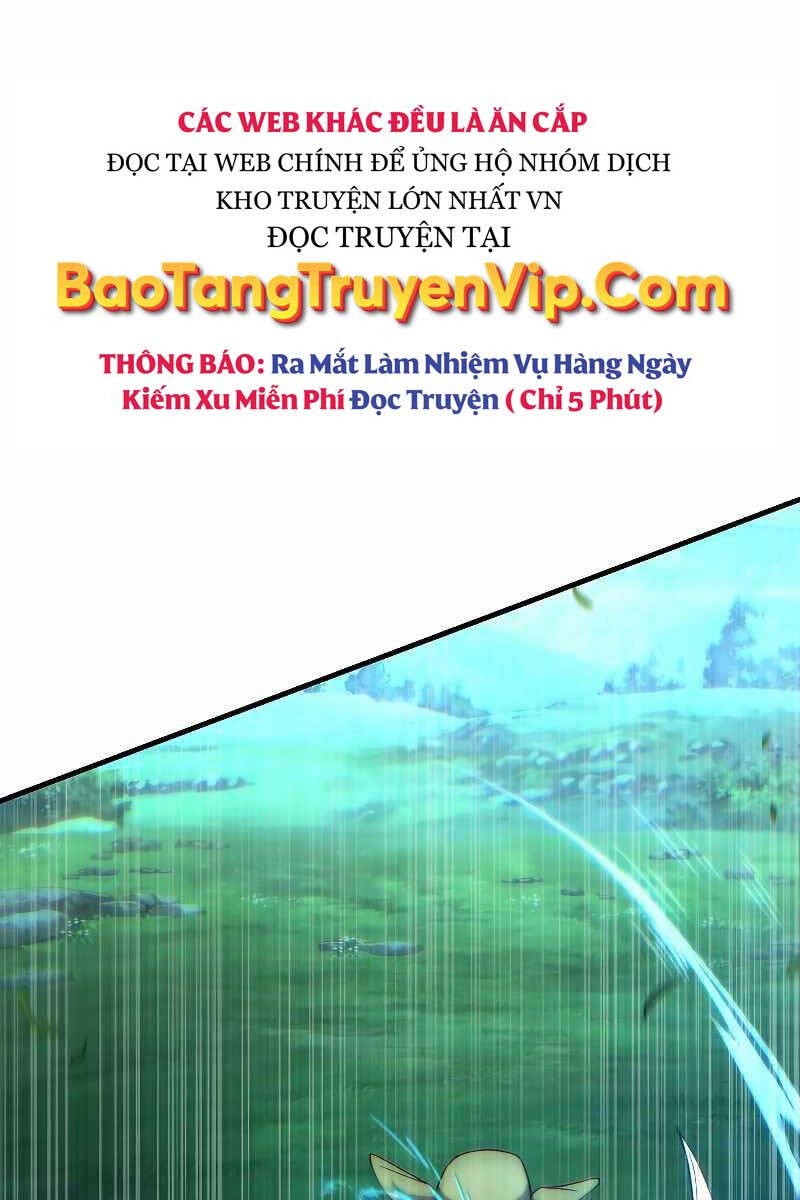 CÁC WEB KHÁC ĐỀU LÀ ĂN CẮP
ĐỌC TẠI WEB CHÍNH ĐỂ ỦNG HỘ NHÓM DỊCH
KHO TRUYỆN LỚN NHẤT VN
ĐỌC TRUYỆN TẠI
BaoTangTruyenVip.Com
THÔNG BÁO: Ra Mắt Làm Nhiệm Vụ Hàng Ngày
Kiếm Xu Miễn Phí Đọc Truyện ( Chỉ 5 Phút)